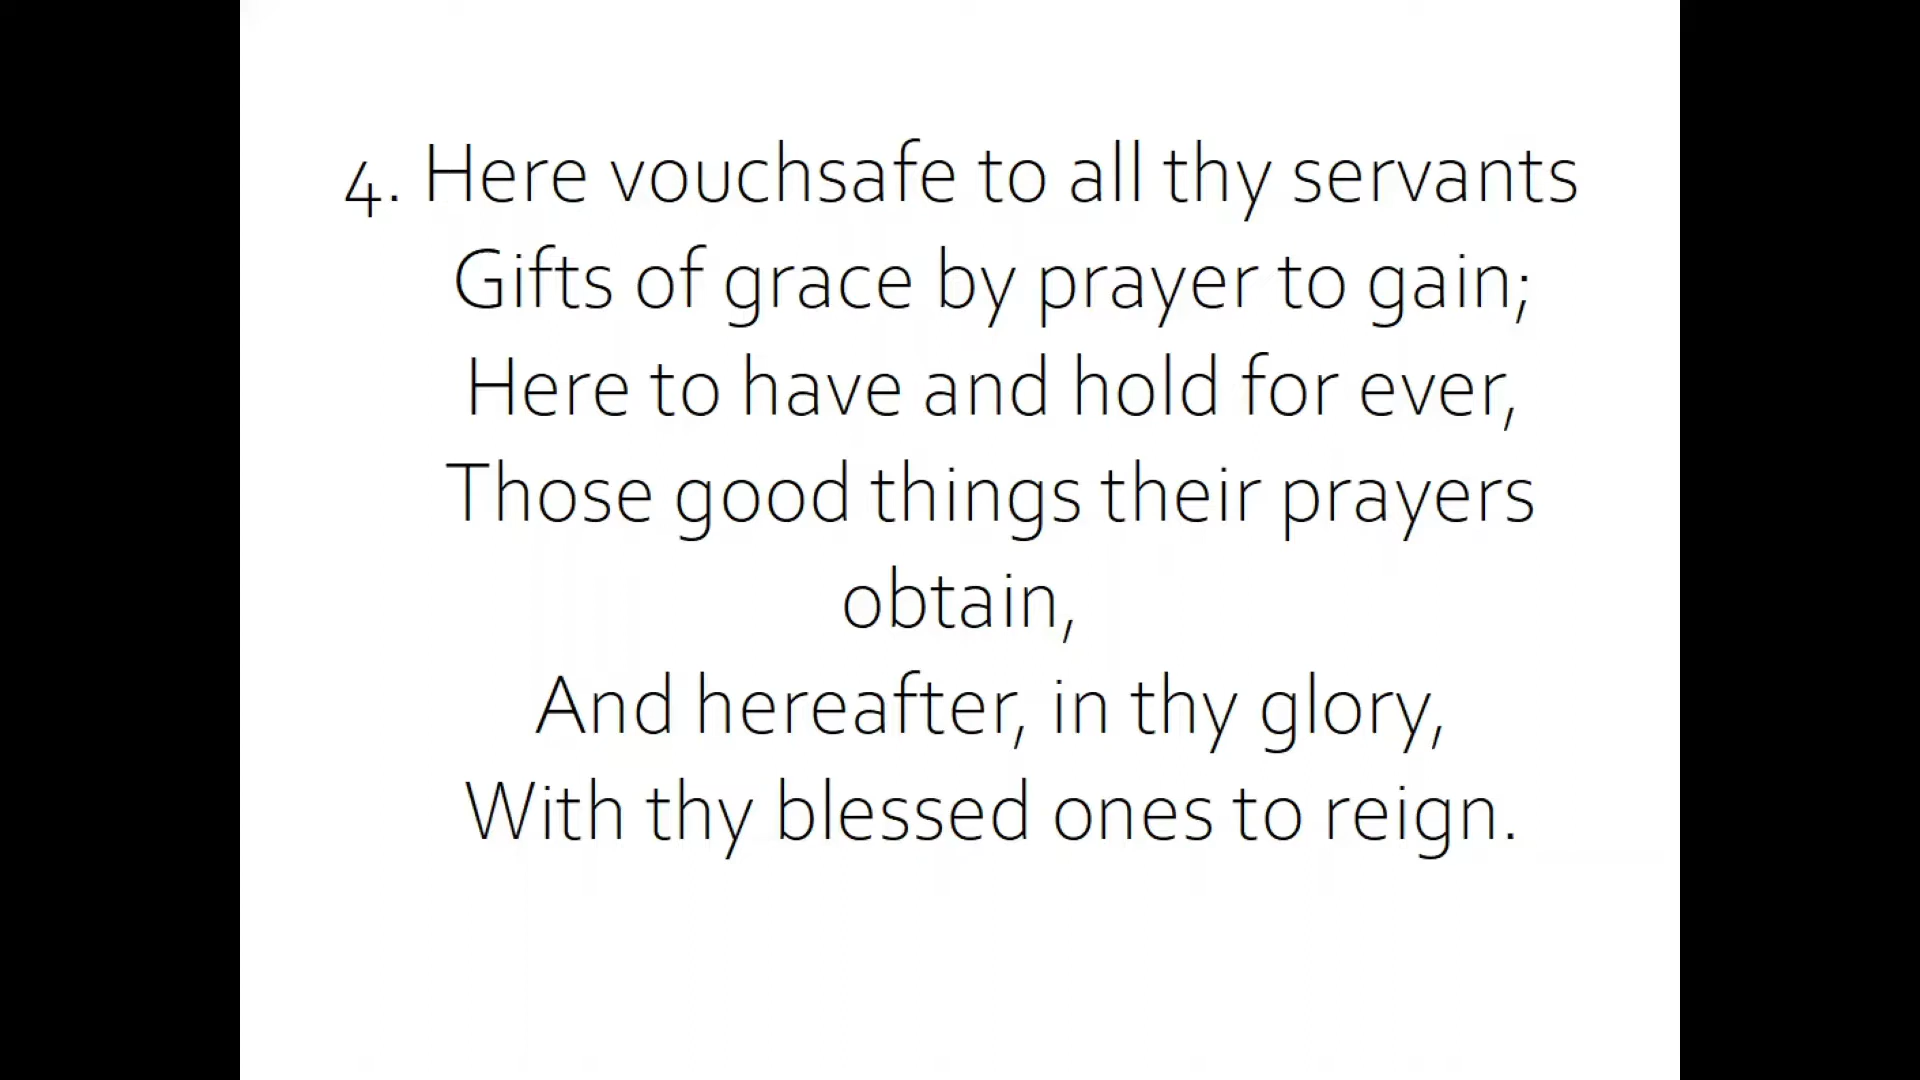 4. Here vouchsafe to all thy servants
Gifts of grace by prayer to gain;
Here to have and hold for ever,
Those good things their prayers
obtain,
And hereafter, in thy glory,
With thy blessed ones to reign.